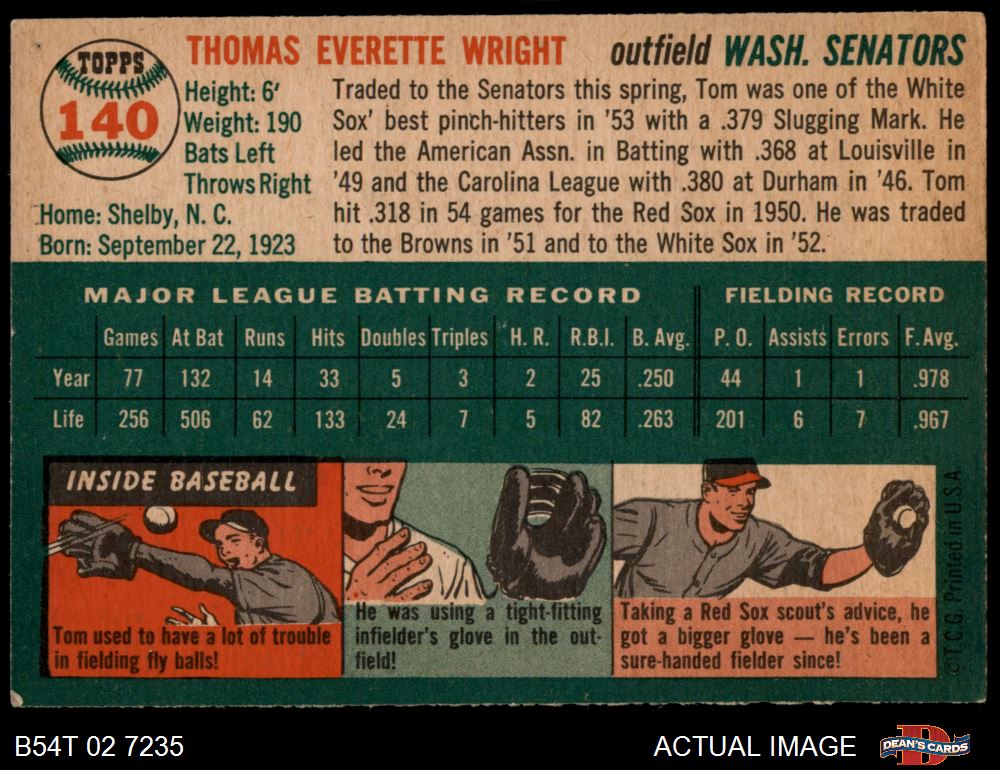 TOPPS
140
THOMAS EVERETTE WRIGHT outfield WASH. SENATORS
Height: 6'
Weight: 190
Bats Left
Throws Right
Home: Shelby, N. C.
Born: September 22, 1923
Traded to the Senators this spring, Tom was one of the White
Sox' best pinch-hitters in '53 with a .379 Slugging Mark. He
led the American Assn. in Batting with .368 at Louisville in
'49 and the Carolina League with .380 at Durham in '46. Tom
hit .318 in 54 games for the Red Sox in 1950. He was traded
to the Browns in '51 and to the White Sox in '52.
MAJOR LEAGUE BATTING RECORD FIELDING RECORD
Games At Bat Runs Hits Doubles Triples H. R. R.B.I. B. Avg. P. O. Assists Errors F. Avg.
Year 77 132 14 33 5 3 2 25 .250 44 1 1 .978
Life 256 506 62 133 24 7 5 82 .263 201 6 7 .967
INSIDE BASEBALL
Tom used to have a lot of trouble
in fielding fly balls!
He was using a tight-fitting
infielder's glove in the out-
field!
Taking a Red Sox scout's advice, he
got a bigger glove — he's been a
sure-handed fielder since!
© T.C.G. Printed in U.S.A.
B54T 02 7235
ACTUAL IMAGE
DEAN'S CARDS